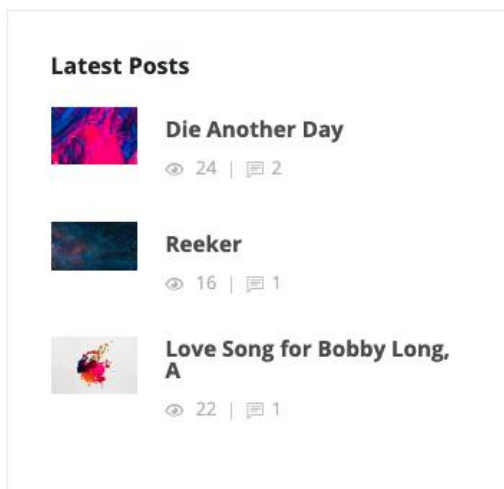 Latest Posts
Die Another Day
24 | 2
Reeker
16 | 1
Love Song for Bobby Long,
A
22 | 1